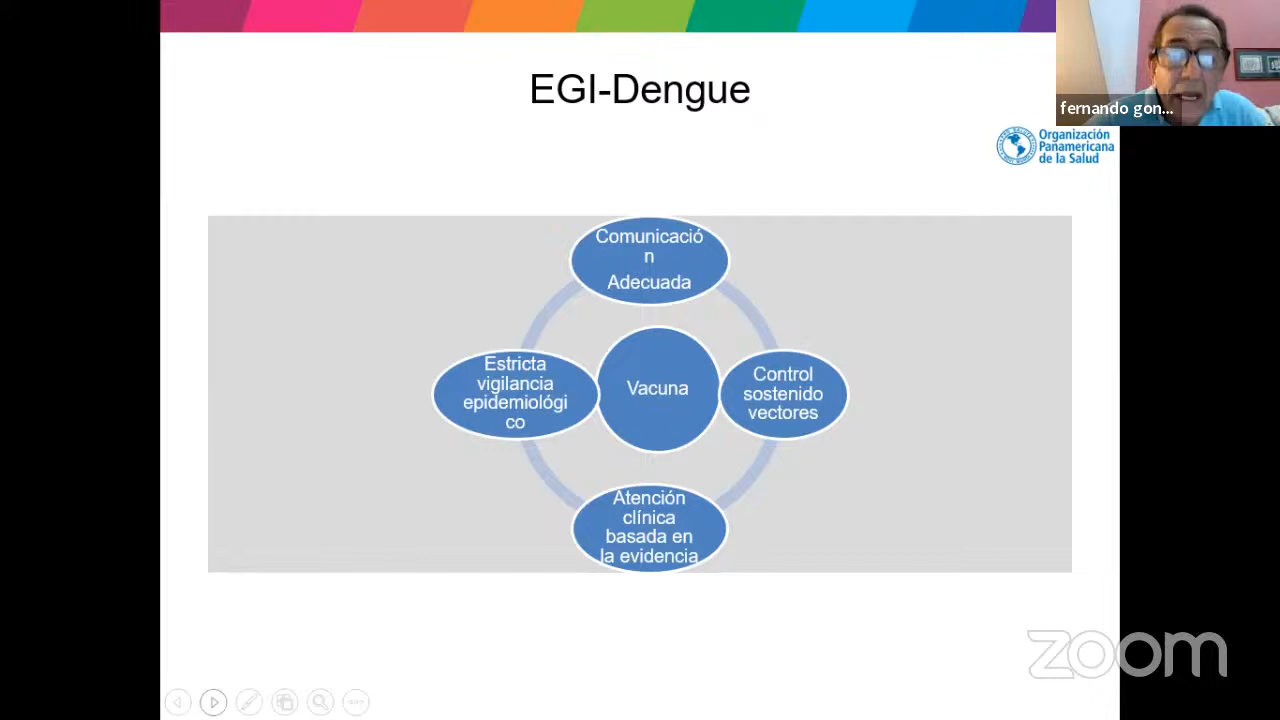 EGI-Dengue
fernando gon...
Organización
Panamericana
de la Salud
Comunicació
n
Adecuada
Estricta
vigilancia
epidemiológi
co
Vacuna
Control
sostenido
vectores
Atención
clínica
basada en
la evidencia
zoom